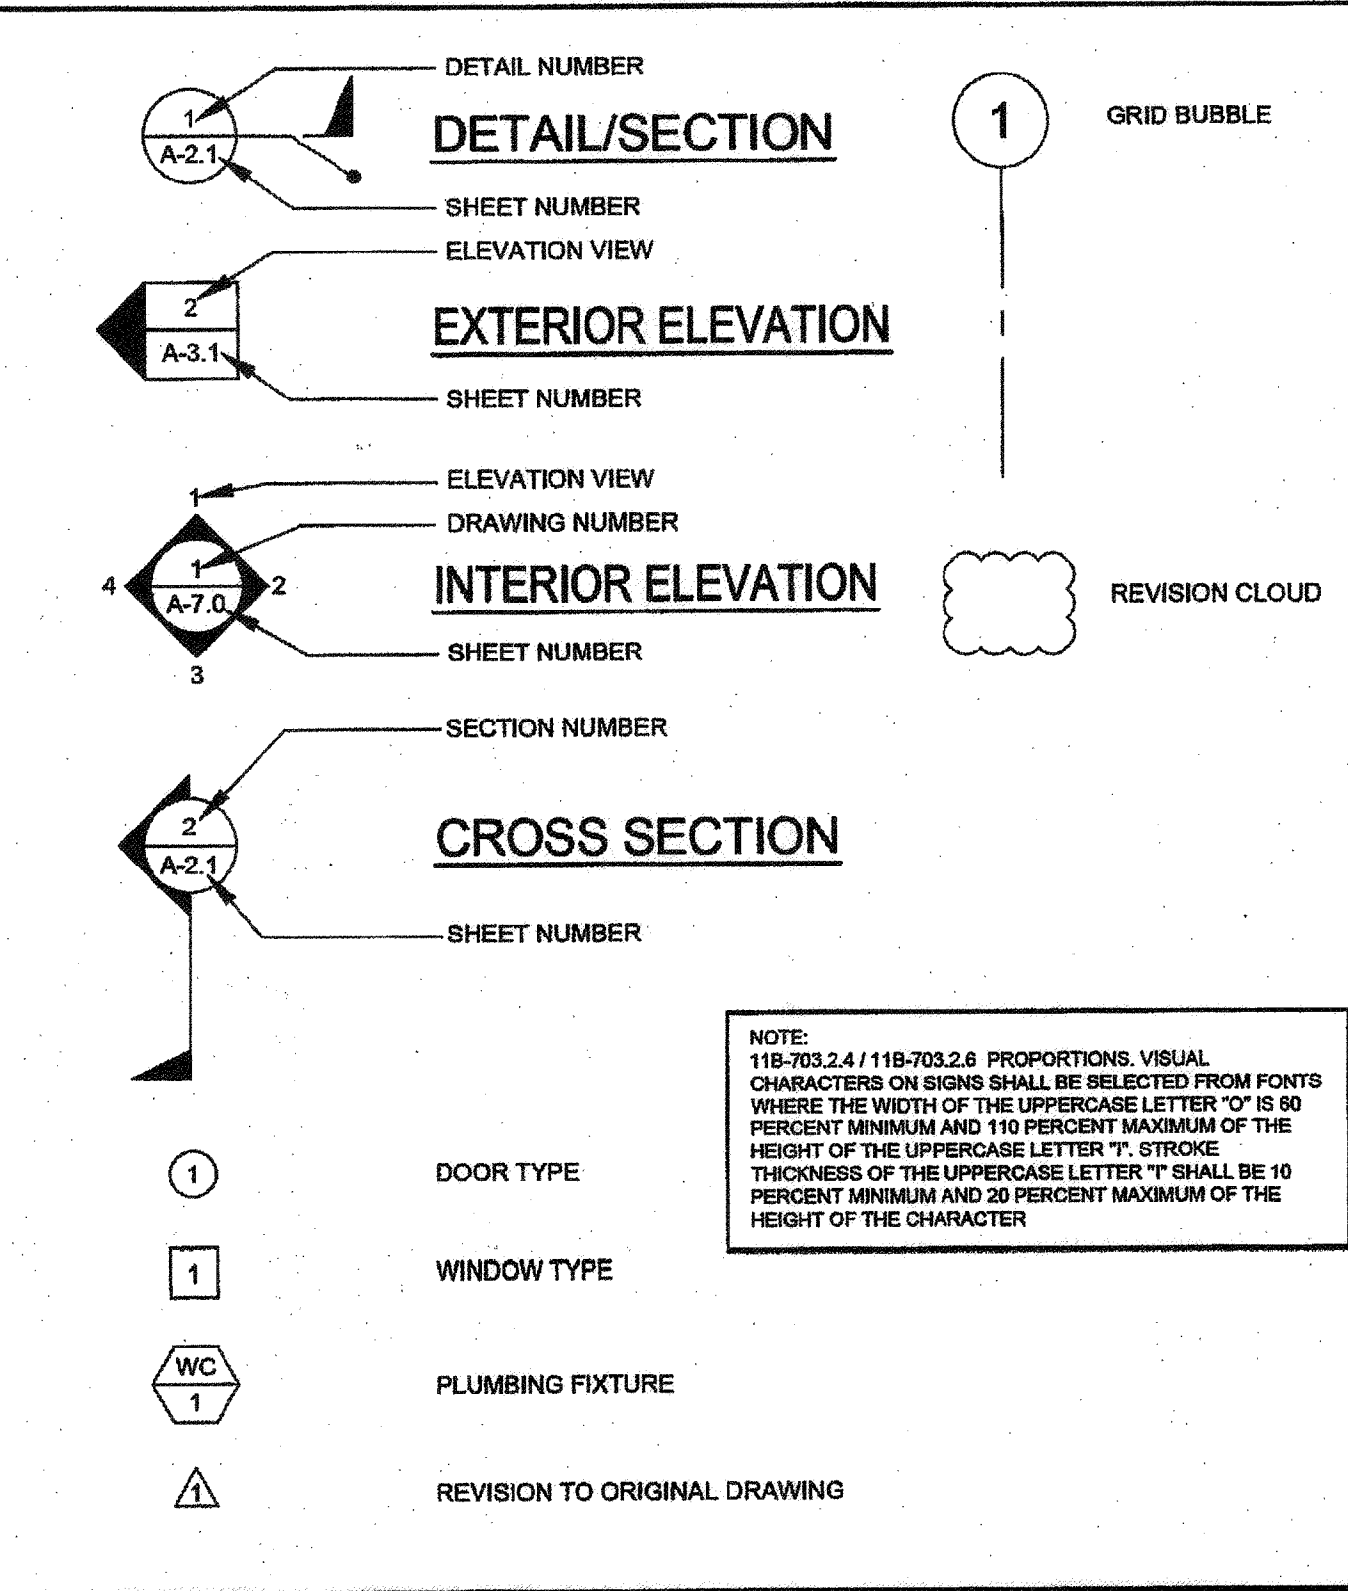 DETAIL NUMBER
1
A-2.1
DETAIL/SECTION
SHEET NUMBER
1
GRID BUBBLE
ELEVATION VIEW
2
A-3.1
EXTERIOR ELEVATION
SHEET NUMBER
ELEVATION VIEW
1
DRAWING NUMBER
1
4
2
A-7.0
INTERIOR ELEVATION
SHEET NUMBER
3
REVISION CLOUD
SECTION NUMBER
2
A-2.1
CROSS SECTION
SHEET NUMBER
NOTE:
11B-703.2.4 / 11B-703.2.6 PROPORTIONS. VISUAL
CHARACTERS ON SIGNS SHALL BE SELECTED FROM FONTS
WHERE THE WIDTH OF THE UPPERCASE LETTER "O" IS 60
PERCENT MINIMUM AND 110 PERCENT MAXIMUM OF THE
HEIGHT OF THE UPPERCASE LETTER "I". STROKE
THICKNESS OF THE UPPERCASE LETTER "I" SHALL BE 10
PERCENT MINIMUM AND 20 PERCENT MAXIMUM OF THE
HEIGHT OF THE CHARACTER
1
DOOR TYPE
1
WINDOW TYPE
WC
1
PLUMBING FIXTURE
1
REVISION TO ORIGINAL DRAWING